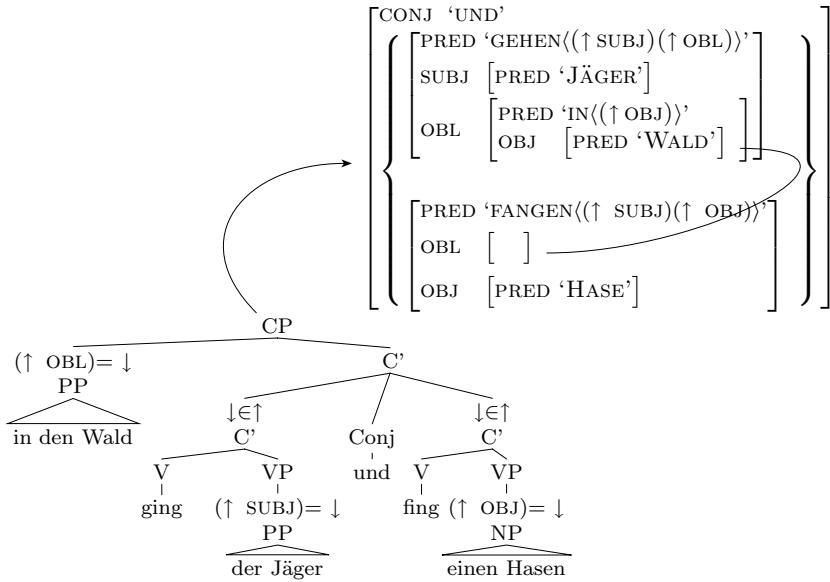 CONJ ‘UND’
PRED ‘GEHEN⟨(↑ SUBJ)(↑ OBL)⟩’
SUBJ [PRED ‘JÄGER’]
PRED ‘IN⟨(↑ OBJ)⟩’
OBL
OBJ [PRED ‘WALD’]
PRED ‘FANGEN⟨(↑ SUBJ)(↑ OBJ)⟩’
OBL [ ]
OBJ [PRED ‘HASE’]
CP
(↑ OBL)= ↓
PP
in den Wald
C’
↓∈↑ ↓∈↑
C’ Conj C’
V VP und V VP
ging (↑ SUBJ)= ↓ fing (↑ OBJ)= ↓
PP NP
der Jäger einen Hasen